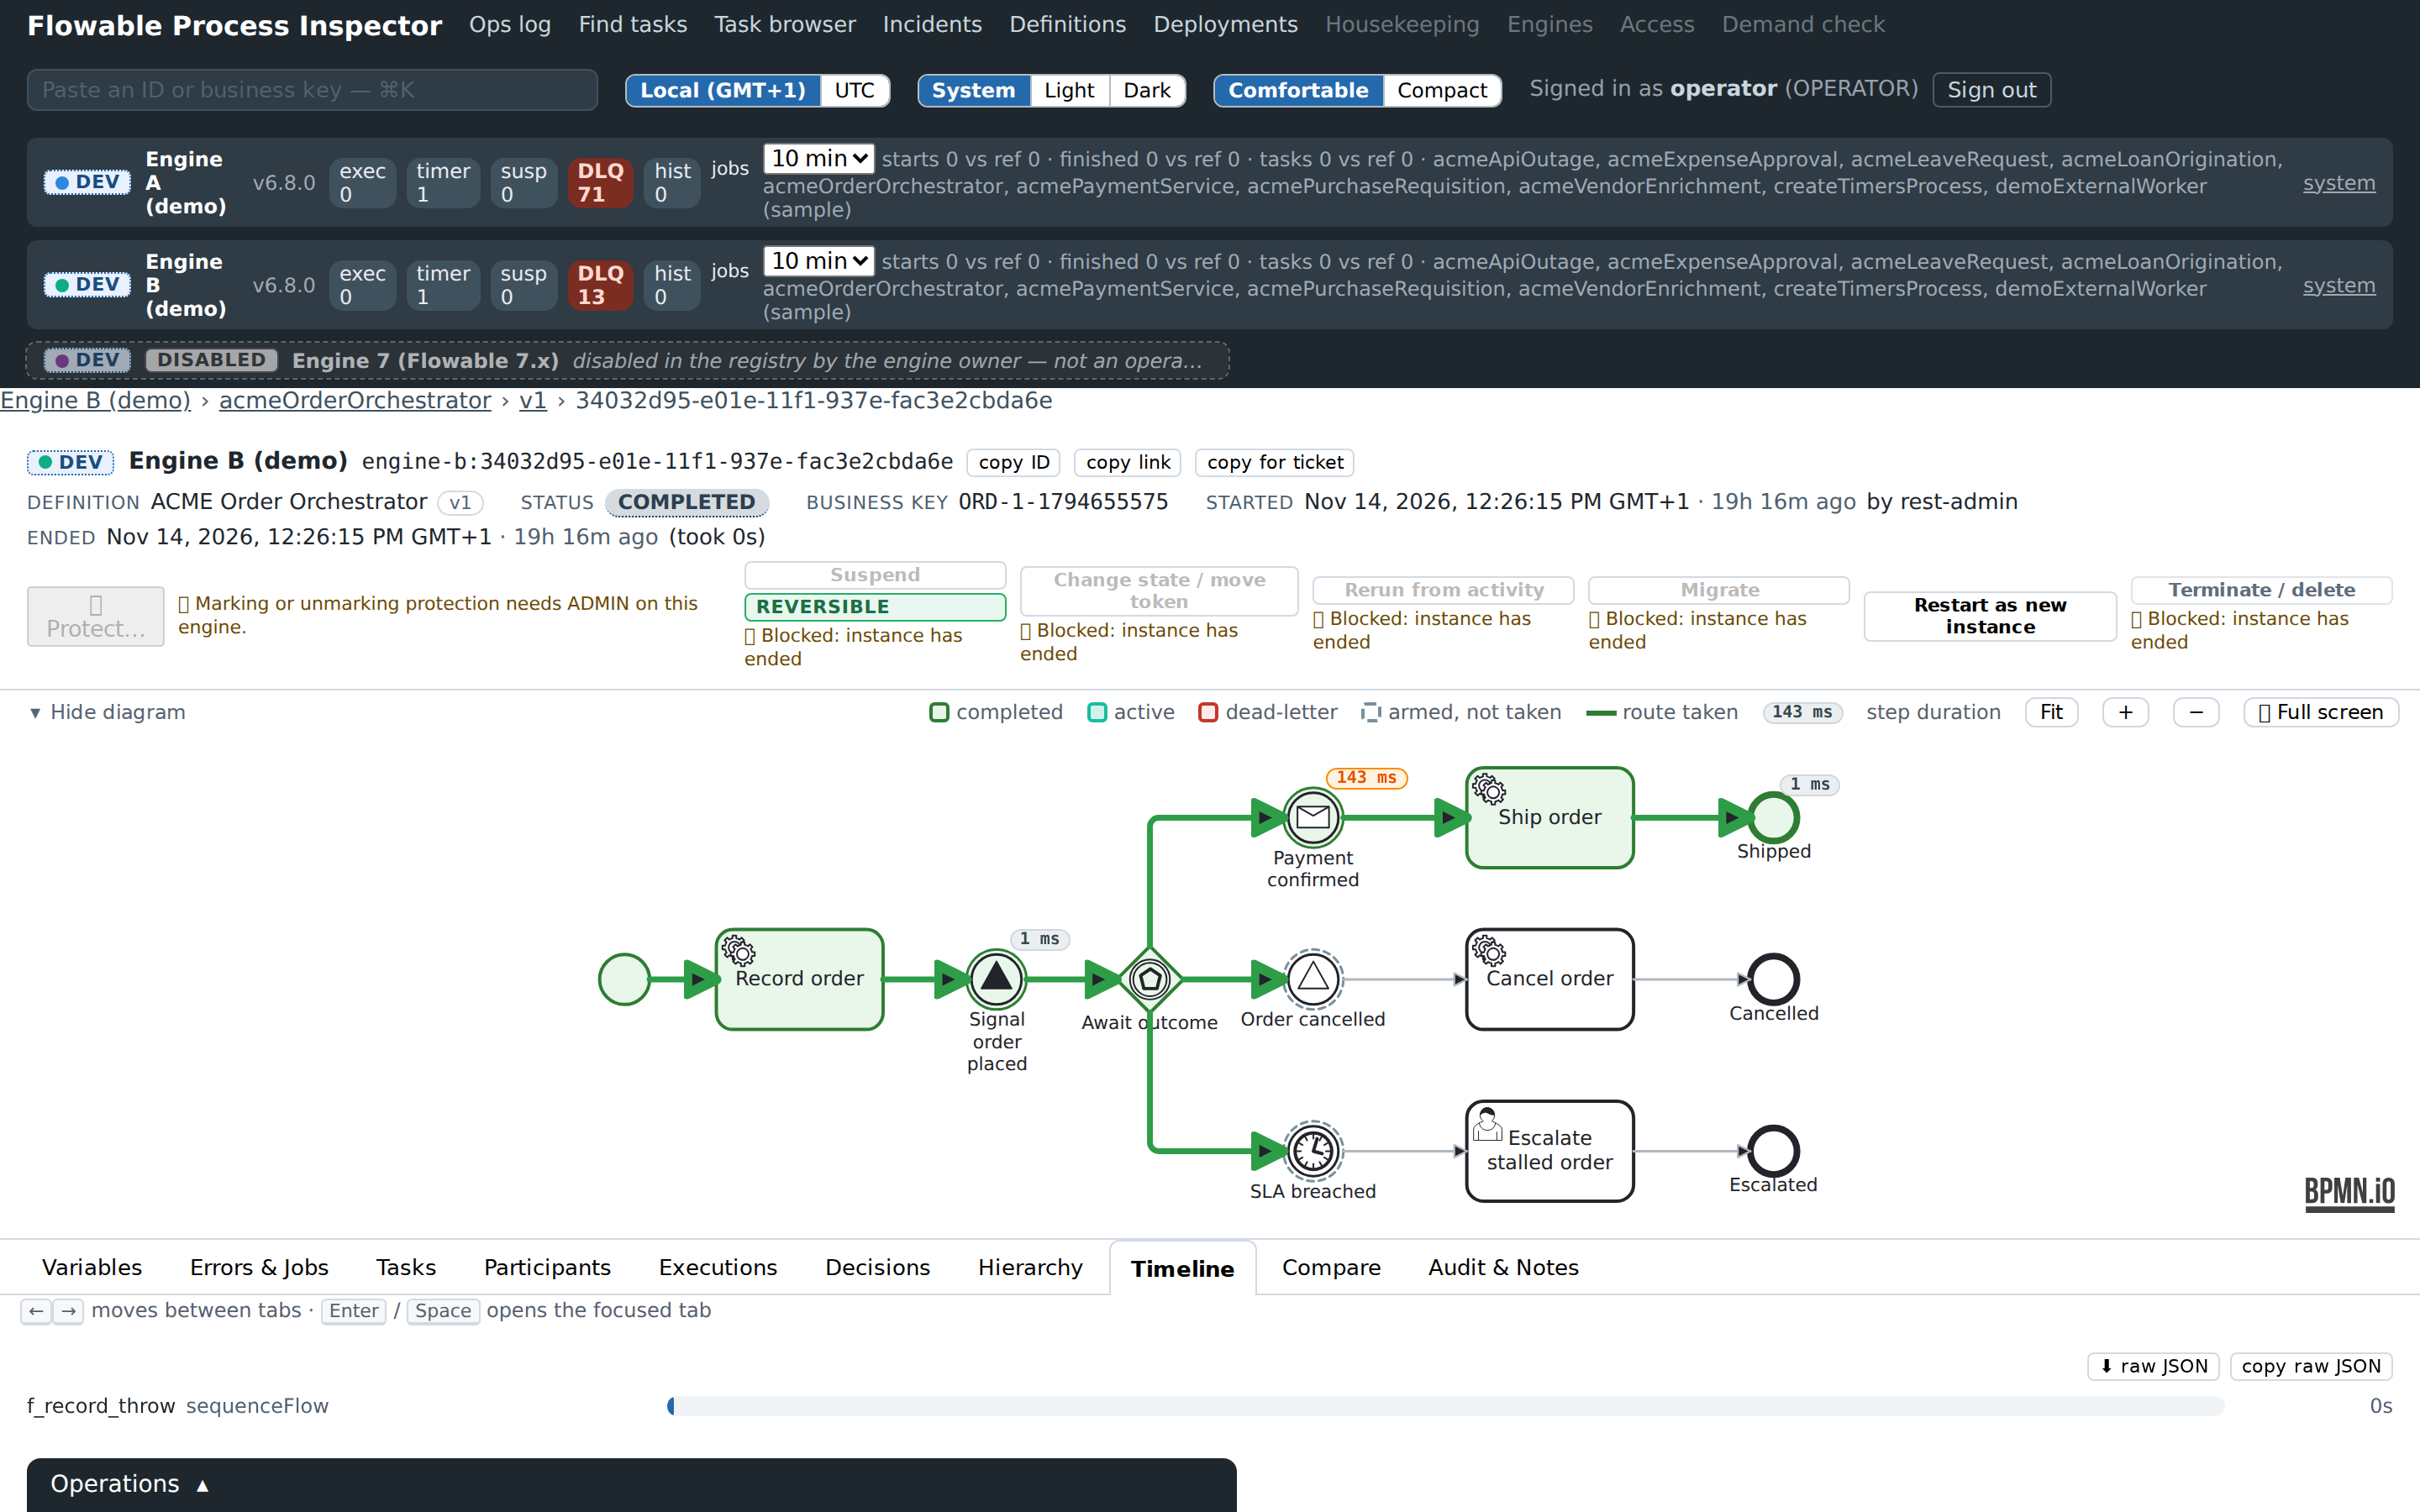 Flowable Process Inspector Ops log Find tasks Task browser Incidents Definitions Deployments Housekeeping Engines Access Demand check
Paste an ID or business key — ⌘K Local (GMT+1) UTC System Light Dark Comfortable Compact Signed in as operator (OPERATOR) Sign out
DEV Engine A (demo) v6.8.0 exec 0 timer 1 susp 0 DLQ 71 hist 0 jobs 10 min starts 0 vs ref 0 · finished 0 vs ref 0 · tasks 0 vs ref 0 · acmeApiOutage, acmeExpenseApproval, acmeLeaveRequest, acmeLoanOrigination,
acmeOrderOrchestrator, acmePaymentService, acmePurchaseRequisition, acmeVendorEnrichment, createTimersProcess, demoExternalWorker
(sample)
system
DEV Engine B (demo) v6.8.0 exec 0 timer 1 susp 0 DLQ 13 hist 0 jobs 10 min starts 0 vs ref 0 · finished 0 vs ref 0 · tasks 0 vs ref 0 · acmeApiOutage, acmeExpenseApproval, acmeLeaveRequest, acmeLoanOrigination,
acmeOrderOrchestrator, acmePaymentService, acmePurchaseRequisition, acmeVendorEnrichment, createTimersProcess, demoExternalWorker
(sample)
system
DEV DISABLED Engine 7 (Flowable 7.x) disabled in the registry by the engine owner — not an opera...
Engine B (demo) › acmeOrderOrchestrator › v1 › 34032d95-e01e-11f1-937e-fac3e2cbda6e
DEV Engine B (demo) engine-b:34032d95-e01e-11f1-937e-fac3e2cbda6e copy ID copy link copy for ticket
DEFINITION ACME Order Orchestrator v1 STATUS COMPLETED BUSINESS KEY ORD-1-1794655575 STARTED Nov 14, 2026, 12:26:15 PM GMT+1 · 19h 16m ago by rest-admin
ENDED Nov 14, 2026, 12:26:15 PM GMT+1 · 19h 16m ago (took 0s)
Protect...
Marking or unmarking protection needs ADMIN on this
engine.
Suspend
REVERSIBLE
Blocked: instance has
ended
Change state / move
token
Blocked: instance has
ended
Rerun from activity
Blocked: instance has
ended
Migrate
Blocked: instance has
ended
Restart as new
instance
Terminate / delete
Blocked: instance has
ended
▾ Hide diagram completed active dead-letter armed, not taken route taken 143 ms step duration Fit + − Full screen
143 ms
Payment
confirmed
Ship order
1 ms
Shipped
Record order
1 ms
Signal
order
placed
Await outcome
Order cancelled
Cancel order
Cancelled
SLA breached
Escalate
stalled order
Escalated
BPMN.iO
Variables Errors & Jobs Tasks Participants Executions Decisions Hierarchy Timeline Compare Audit & Notes
← → moves between tabs · Enter / Space opens the focused tab
⬇ raw JSON copy raw JSON
f_record_throw sequenceFlow 0s
Operations ▲